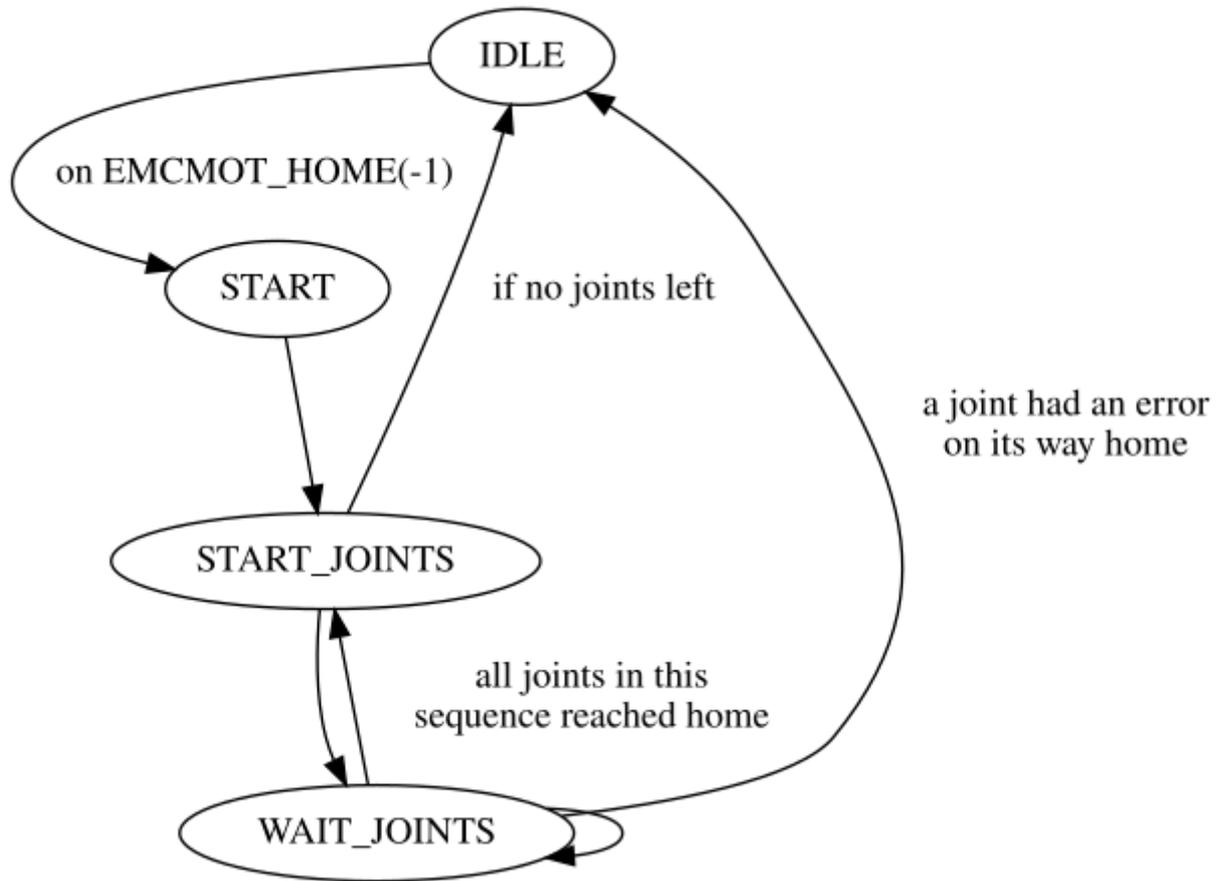 IDLE
on EMCMOT_HOME(-1)
START
if no joints left
a joint had an error
on its way home
START_JOINTS
all joints in this
sequence reached home
WAIT_JOINTS